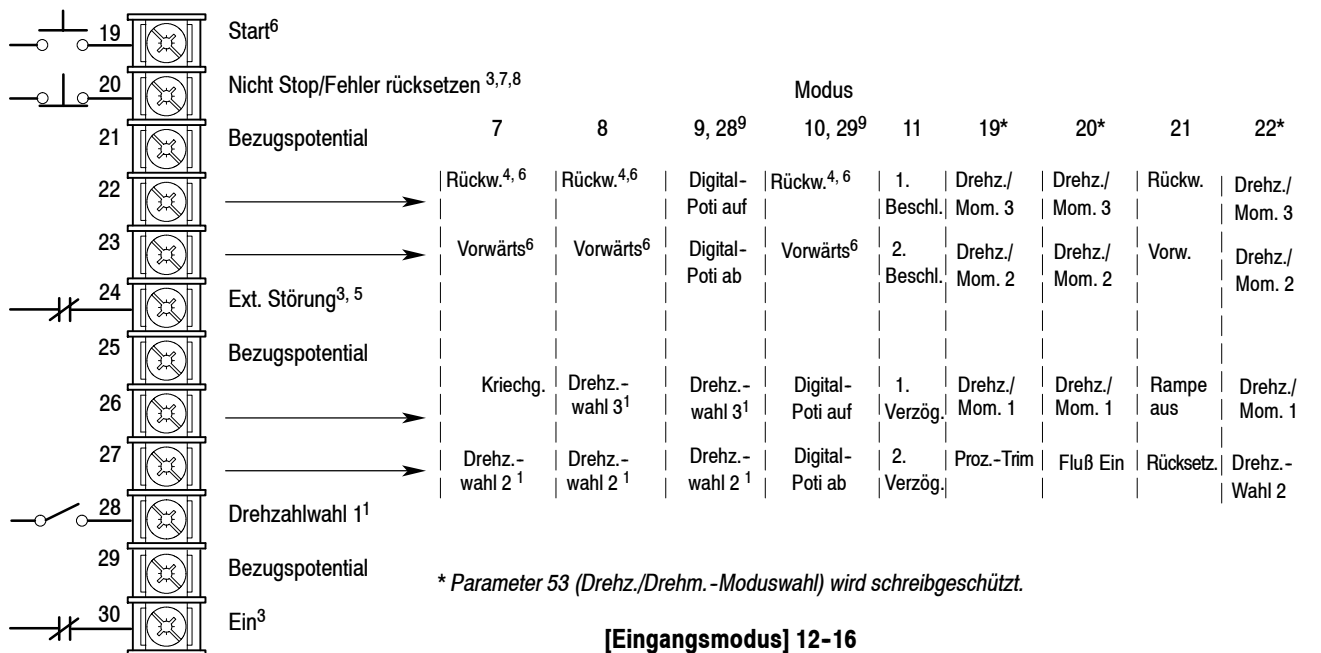 19 Start6
20 Nicht Stop/Fehler rücksetzen 3,7,8
Modus
21 Bezugspotential 7 8 9, 28⁹ 10, 29⁹ 11 19* 20* 21 22*
22 Rückw.4, 6 Rückw.4,6 Digital- Rückw.4, 6 1. Drehz./ Drehz./ Rückw. Drehz./
Poti auf Beschl. Mom. 3 Mom. 3 Mom. 3
23 Vorwärts6 Vorwärts6 Digital- Vorwärts6 2. Drehz./ Drehz./ Vorw. Drehz./
Poti ab Beschl. Mom. 2 Mom. 2 Mom. 2
24 Ext. Störung3, 5
25 Bezugspotential
26 Kriechg. Drehz.- Drehz.- Digital- 1. Drehz./ Drehz./ Rampe Drehz./
wahl 31 wahl 31 Poti auf Verzög. Mom. 1 Mom. 1 aus Mom. 1
27 Drehz.- Drehz.- Drehz.- Digital- 2. Proz.-Trim Fluß Ein Rücksetz. Drehz.-
wahl 2 1 wahl 2 1 wahl 2 1 Poti ab Verzög. Wahl 2
28 Drehzahlwahl 11
29 Bezugspotential
* Parameter 53 (Drehz./Drehm.-Moduswahl) wird schreibgeschützt.
30 Ein3
[Eingangsmodus] 12-16